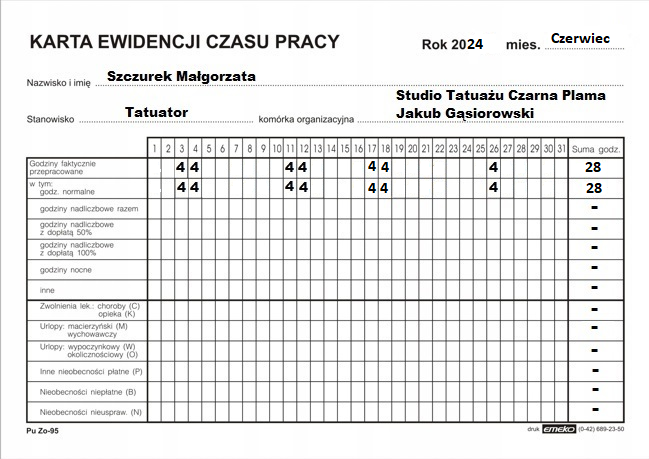 KARTA EWIDENCJI CZASU PRACY Rok 2024 mies. Czerwiec
Nazwisko i imię Szczurek Małgorzata
Stanowisko Tatuator komórka organizacyjna Studio Tatuażu Czarna Plama
Jakub Gąsiorowski
1 2 3 4 5 6 7 8 9 10 11 12 13 14 15 16 17 18 19 20 21 22 23 24 25 26 27 28 29 30 31 Suma godz.
Godziny faktycznie
przepracowane 4 4 4 4 4 4 4 28
w tym:
godz. normalne 4 4 4 4 4 4 4 28
godziny nadliczbowe razem -
godziny nadliczbowe
z dopłatą 50% -
godziny nadliczbowe
z dopłatą 100% -
godziny nocne -
inne -
Zwolnienia lek.: choroby (C)
opieka (K) -
Urlopy: macierzyński (M)
wychowawczy -
Urlopy: wypoczynkowy (W)
okolicznościowy (O) -
Inne nieobecności płatne (P) -
Nieobecności niepłatne (B) -
Nieobecności nieuspraw. (N) -
Pu Zo-95 druk EMEKO (0-42) 689-23-50